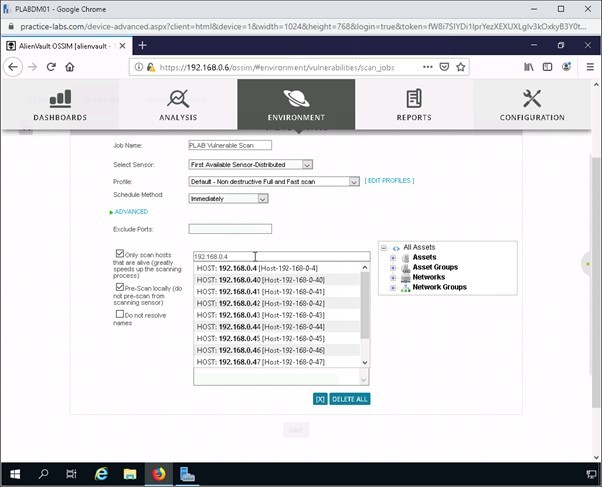 PLABDM01 - Google Chrome
practice-labs.com/device-advanced.aspx?client=html&device=1&width=1024&height=768&login=true&token=fW8i7SIYDi1IprYezXEXUXLgIv3kOxkyB3Y0t...
AlienVault OSSIM [alienvault - 1
https://192.168.0.6/ossim/#environment/vulnerabilities/scan_jobs
DASHBOARDS
ANALYSIS
ENVIRONMENT
REPORTS
CONFIGURATION
Job Name:
PLAB Vulnerable Scan
Select Sensor:
First Available Sensor-Distributed
Profile:
Default - Non destructive Full and Fast scan
[ EDIT PROFILES ]
Schedule Method:
Immediately
ADVANCED
Exclude Ports:
Only scan hosts
that are alive (greatly
speeds up the scanning
process)
Pre-Scan locally (do
not pre-scan from
scanning sensor)
Do not resolve
names
192.168.0.4
HOST: 192.168.0.4 [Host-192-168-0-4]
HOST: 192.168.0.40 [Host-192-168-0-40]
HOST: 192.168.0.41 [Host-192-168-0-41]
HOST: 192.168.0.42 [Host-192-168-0-42]
HOST: 192.168.0.43 [Host-192-168-0-43]
HOST: 192.168.0.44 [Host-192-168-0-44]
HOST: 192.168.0.45 [Host-192-168-0-45]
HOST: 192.168.0.46 [Host-192-168-0-46]
HOST: 192.168.0.47 [Host-192-168-0-47]
All Assets
Assets
Asset Groups
Networks
Network Groups
[X]
DELETE ALL